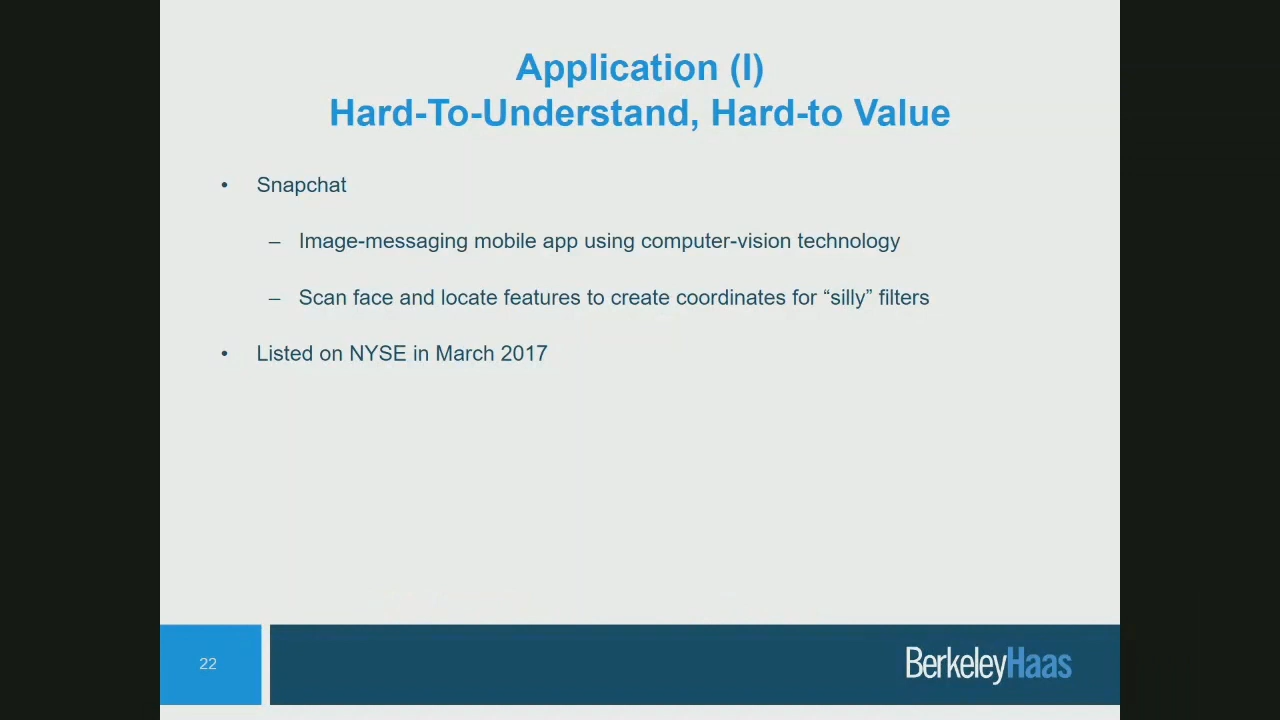 Application (I)
Hard-To-Understand, Hard-to Value
• Snapchat
– Image-messaging mobile app using computer-vision technology
– Scan face and locate features to create coordinates for “silly” filters
• Listed on NYSE in March 2017
22
BerkeleyHaas